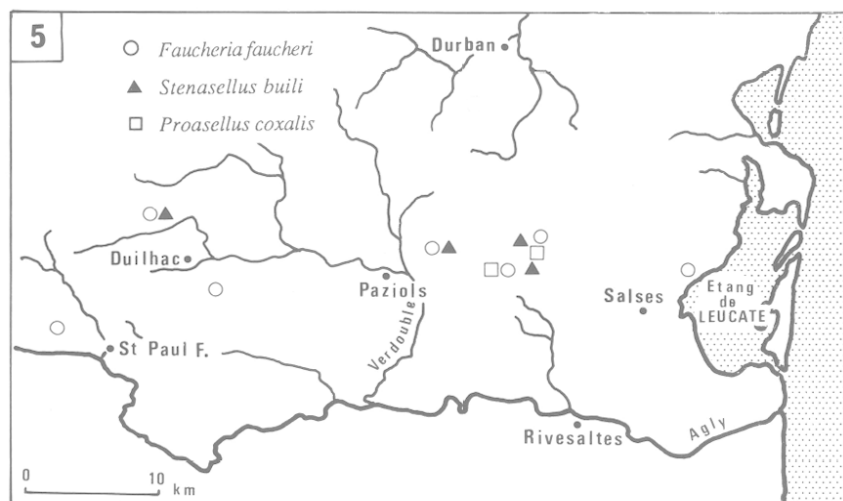 5
Faucheria faucheri
Stenasellus buili
Proasellus coxalis
Durban
Duilhac
Paziols
Verdouble
Salses
Etang
de
LEUCATE
St Paul F.
Rivesaltes
Agly
0 10
km